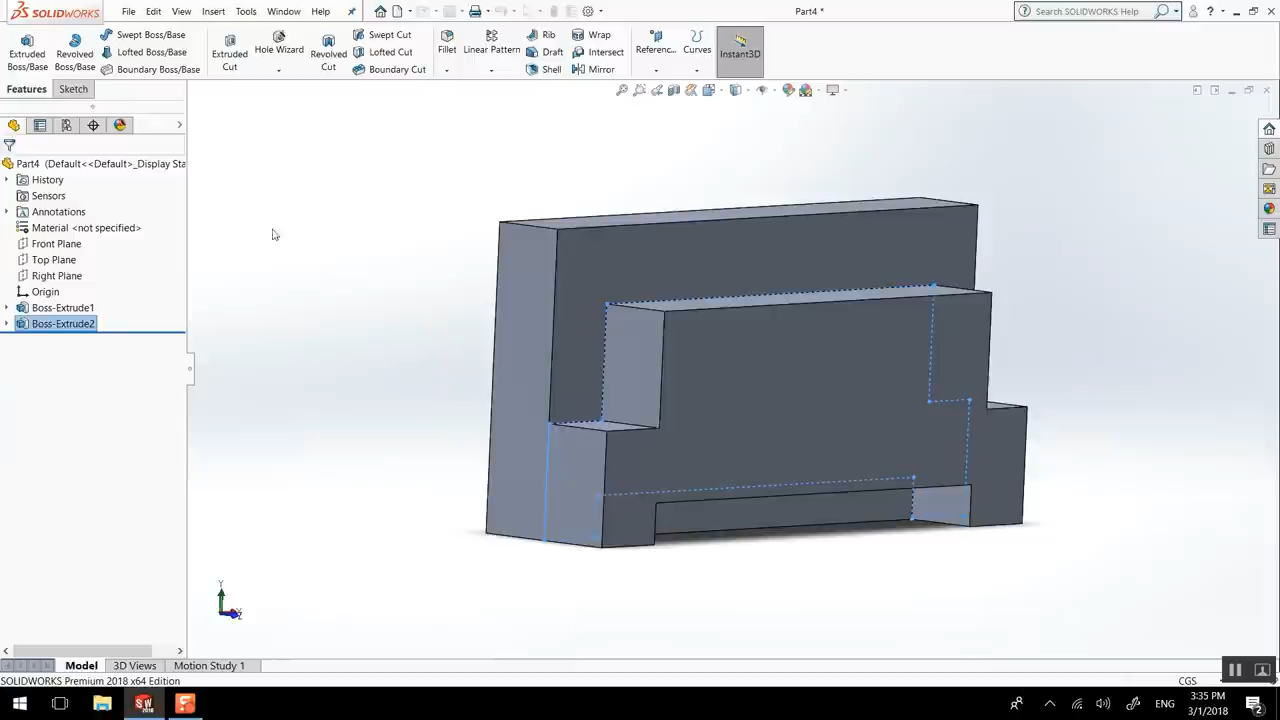 SOLIDWORKS File Edit View Insert Tools Window Help Part4 * Search SOLIDWORKS Help ?
Extruded Boss/Base Revolved Boss/Base Swept Boss/Base Lofted Boss/Base Boundary Boss/Base Extruded Cut Hole Wizard Revolved Cut Swept Cut Lofted Cut Boundary Cut Fillet Linear Pattern Rib Draft Shell Wrap Intersect Mirror Referenc... Curves Instant3D
Features Sketch
Part4 (Default<<Default>_Display Sta
History
Sensors
Annotations
Material <not specified>
Front Plane
Top Plane
Right Plane
Origin
Boss-Extrude1
Boss-Extrude2
Y
Z
Model 3D Views Motion Study 1
SOLIDWORKS Premium 2018 x64 Edition CGS
ENG 3:35 PM
3/1/2018